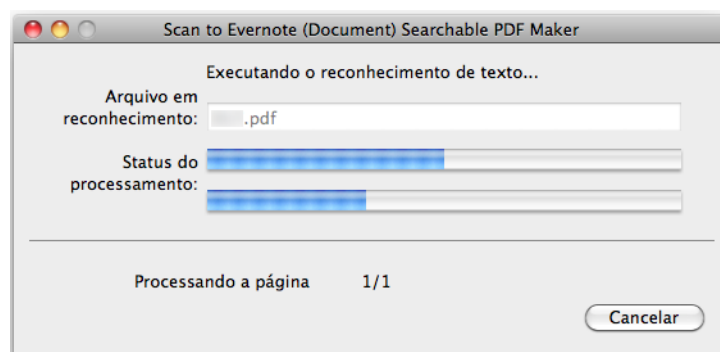 Scan to Evernote (Document) Searchable PDF Maker
Executando o reconhecimento de texto...
Arquivo em
reconhecimento:
.pdf
Status do
processamento:
Processando a página 1/1
Cancelar